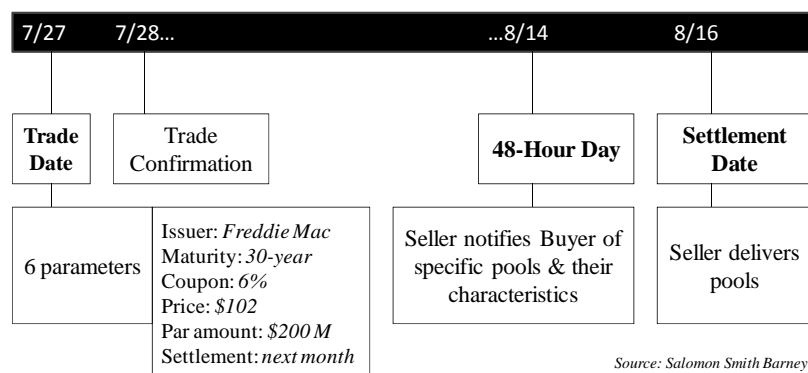 7/27 7/28… …8/14 8/16
Trade
Date
Trade
Confirmation
48-Hour Day
Settlement
Date
6 parameters
Issuer: Freddie Mac
Maturity: 30-year
Coupon: 6%
Price: $102
Par amount: $200 M
Settlement: next month
Seller notifies Buyer of
specific pools & their
characteristics
Seller delivers
pools
Source: Salomon Smith Barney